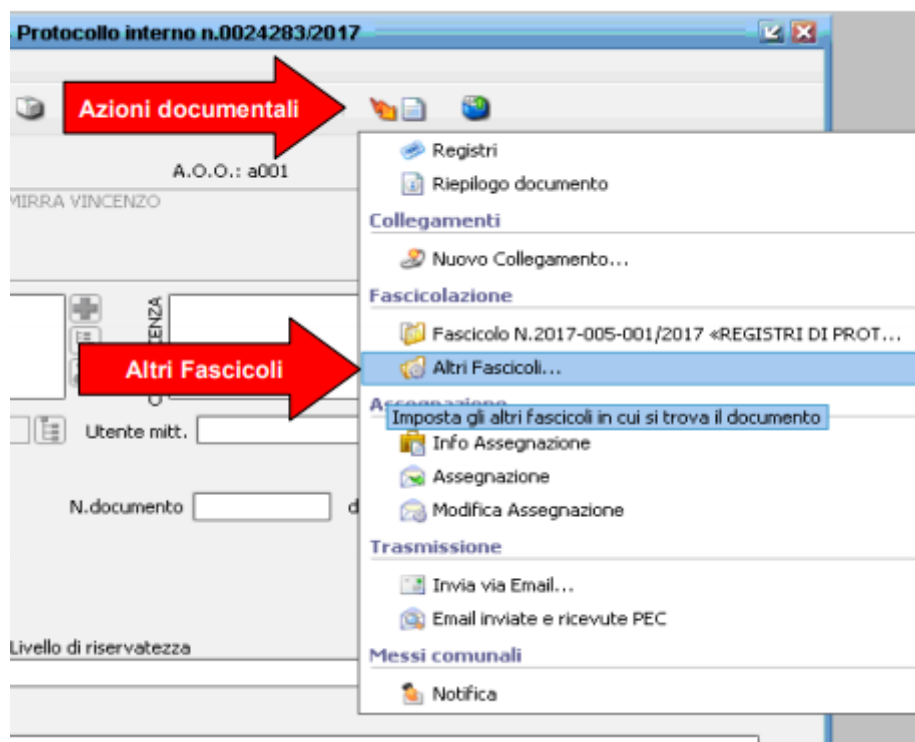 Protocollo interno n.0024283/2017
Azioni documentali
A.O.O.: a001
MIRRA VINCENZO
Registri
Riepilogo documento
Collegamenti
Nuovo Collegamento...
Fascicolazione
Fascicolo N.2017-005-001/2017 «REGISTRI DI PROT...
Altri Fascicoli
Altri Fascicoli...
Imposta gli altri fascicoli in cui si trova il documento
Utente mitt.
Info Assegnazione
Assegnazione
N.documento
Modifica Assegnazione
Trasmissione
Invia via Email...
Email inviate e ricevute PEC
Livello di riservatezza
Messi comunali
Notifica